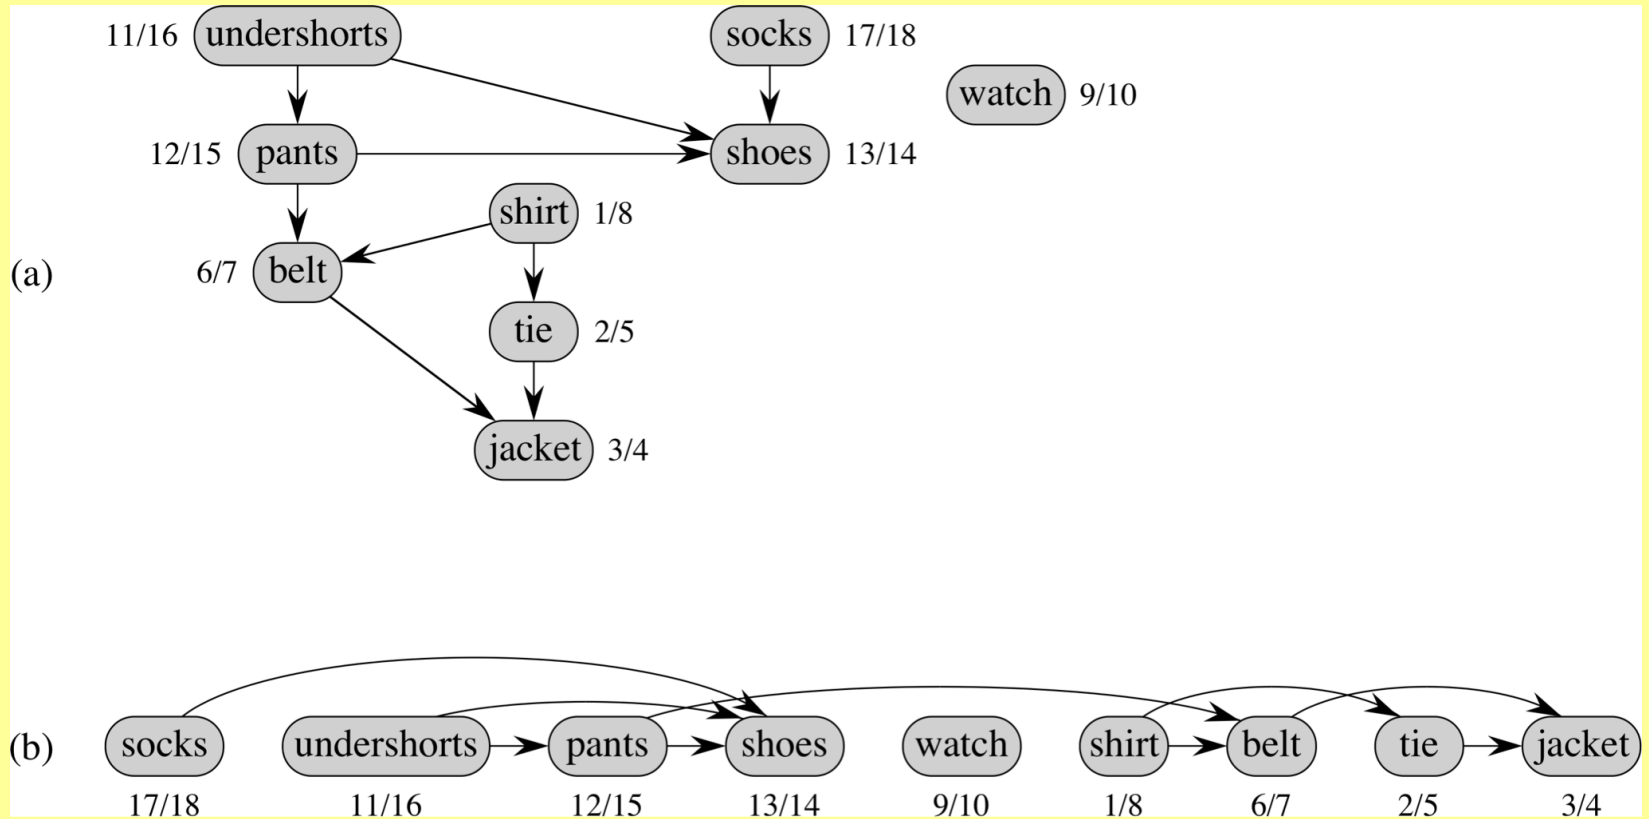 11/16 undershorts socks 17/18
watch 9/10
12/15 pants shoes 13/14
shirt 1/8
(a) 6/7 belt
tie 2/5
jacket 3/4
(b) socks undershorts pants shoes watch shirt belt tie jacket
17/18 11/16 12/15 13/14 9/10 1/8 6/7 2/5 3/4